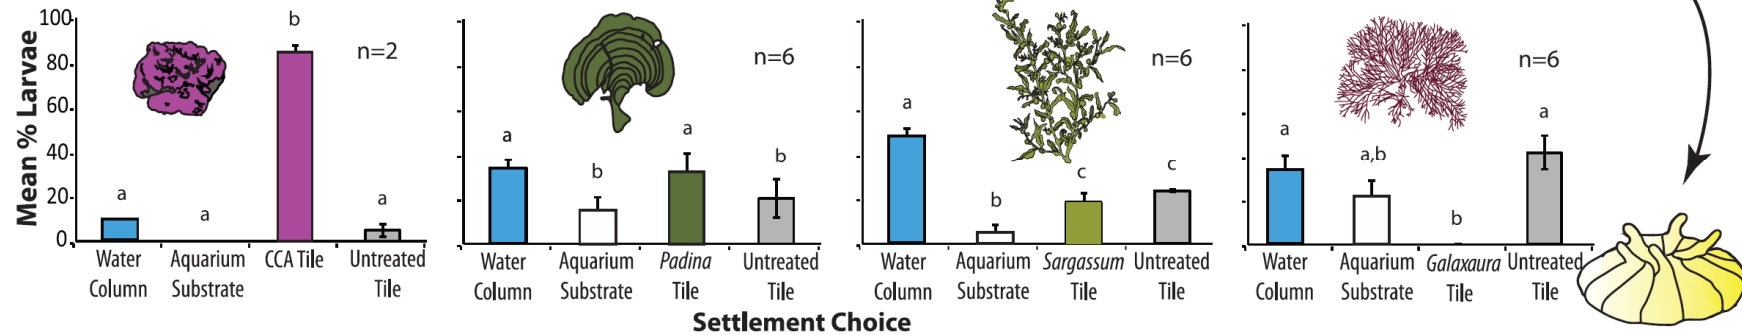 Mean % Larvae
100
80
60
40
20
0
b
n=2
a
a
a
Water Column
Aquarium Substrate
CCA Tile
Untreated Tile
n=6
a
b
a
b
Water Column
Aquarium Substrate
Padina Tile
Untreated Tile
n=6
a
b
c
c
Water Column
Aquarium Substrate
Sargassum Tile
Untreated Tile
n=6
a
a,b
b
a
Water Column
Aquarium Substrate
Galaxaura Tile
Untreated Tile
Settlement Choice